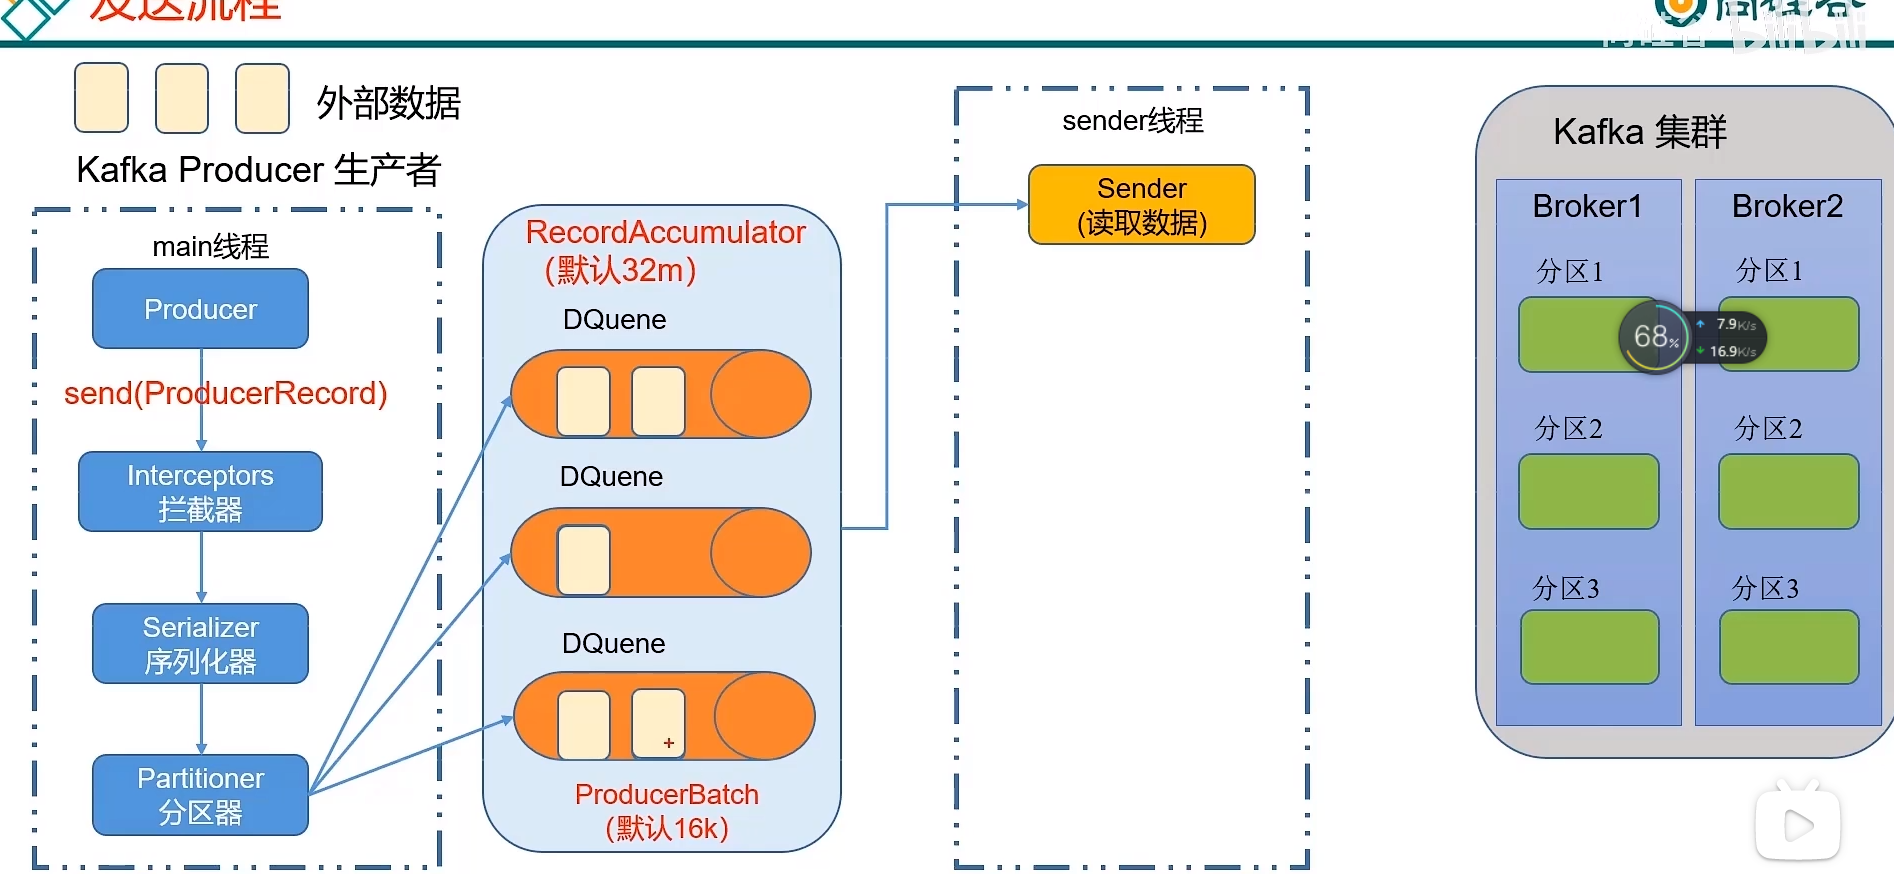 发送流程
外部数据
Kafka Producer 生产者
main线程
Producer
send(ProducerRecord)
Interceptors
拦截器
Serializer
序列化器
Partitioner
分区器
RecordAccumulator
(默认32m)
DQuene
DQuene
DQuene
ProducerBatch
(默认16k)
sender线程
Sender
(读取数据)
尚硅谷
bilibili
Kafka 集群
Broker1
分区1
分区2
分区3
Broker2
分区1
分区2
分区3
68%
7.9K/s
16.9K/s